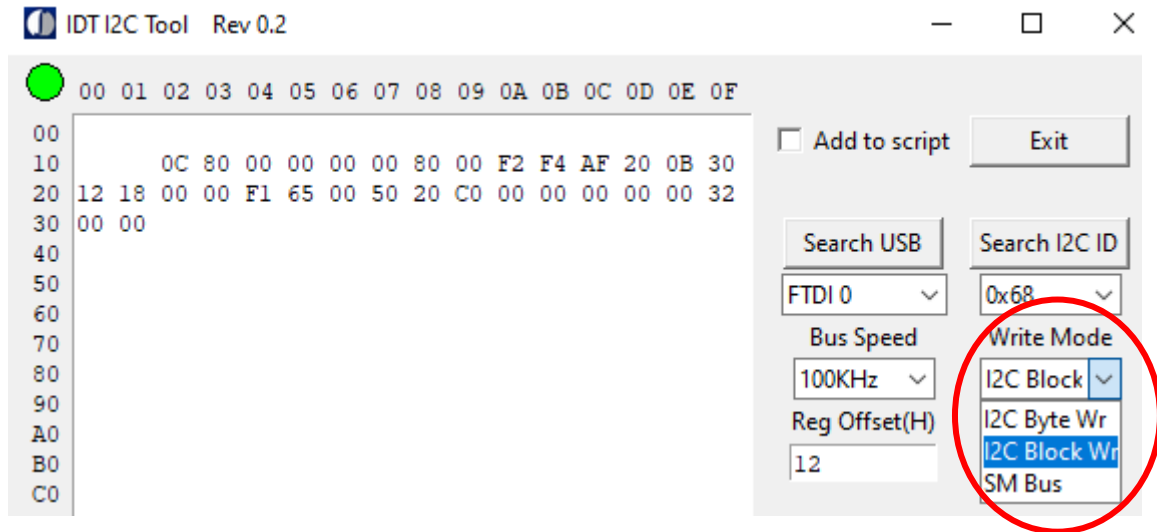 IDT I2C Tool Rev 0.2
00 01 02 03 04 05 06 07 08 09 0A 0B 0C 0D 0E 0F
00
10 0C 80 00 00 00 00 80 00 F2 F4 AF 20 0B 30
20 12 18 00 00 F1 65 00 50 20 C0 00 00 00 00 00 32
30 00 00
40
50
60
70
80
90
A0
B0
C0
Add to script Exit
Search USB Search I2C ID
FTDI 0 0x68
Bus Speed Write Mode
100KHz I2C Block
Reg Offset(H) I2C Byte Wr
12 I2C Block Wr
SM Bus